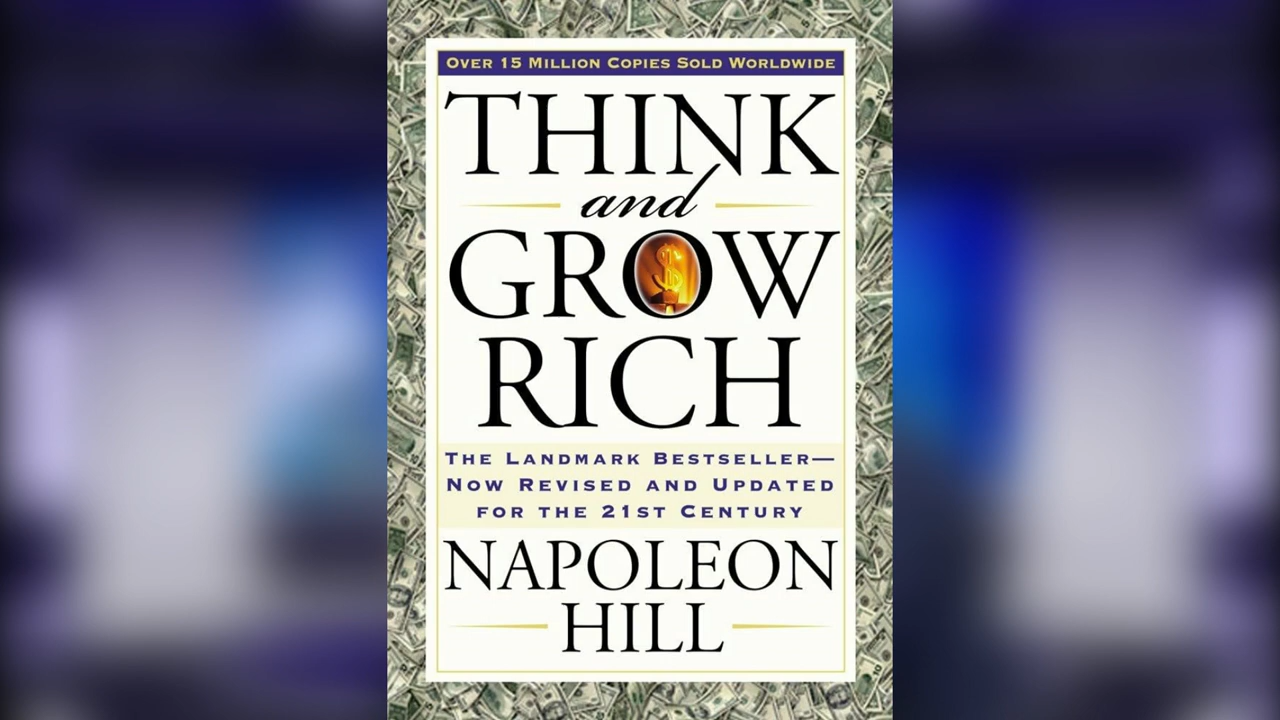 OVER 15 MILLION COPIES SOLD WORLDWIDE
THINK
and
GROW
RICH
THE LANDMARK BESTSELLER—
NOW REVISED AND UPDATED
FOR THE 21ST CENTURY
NAPOLEON
HILL